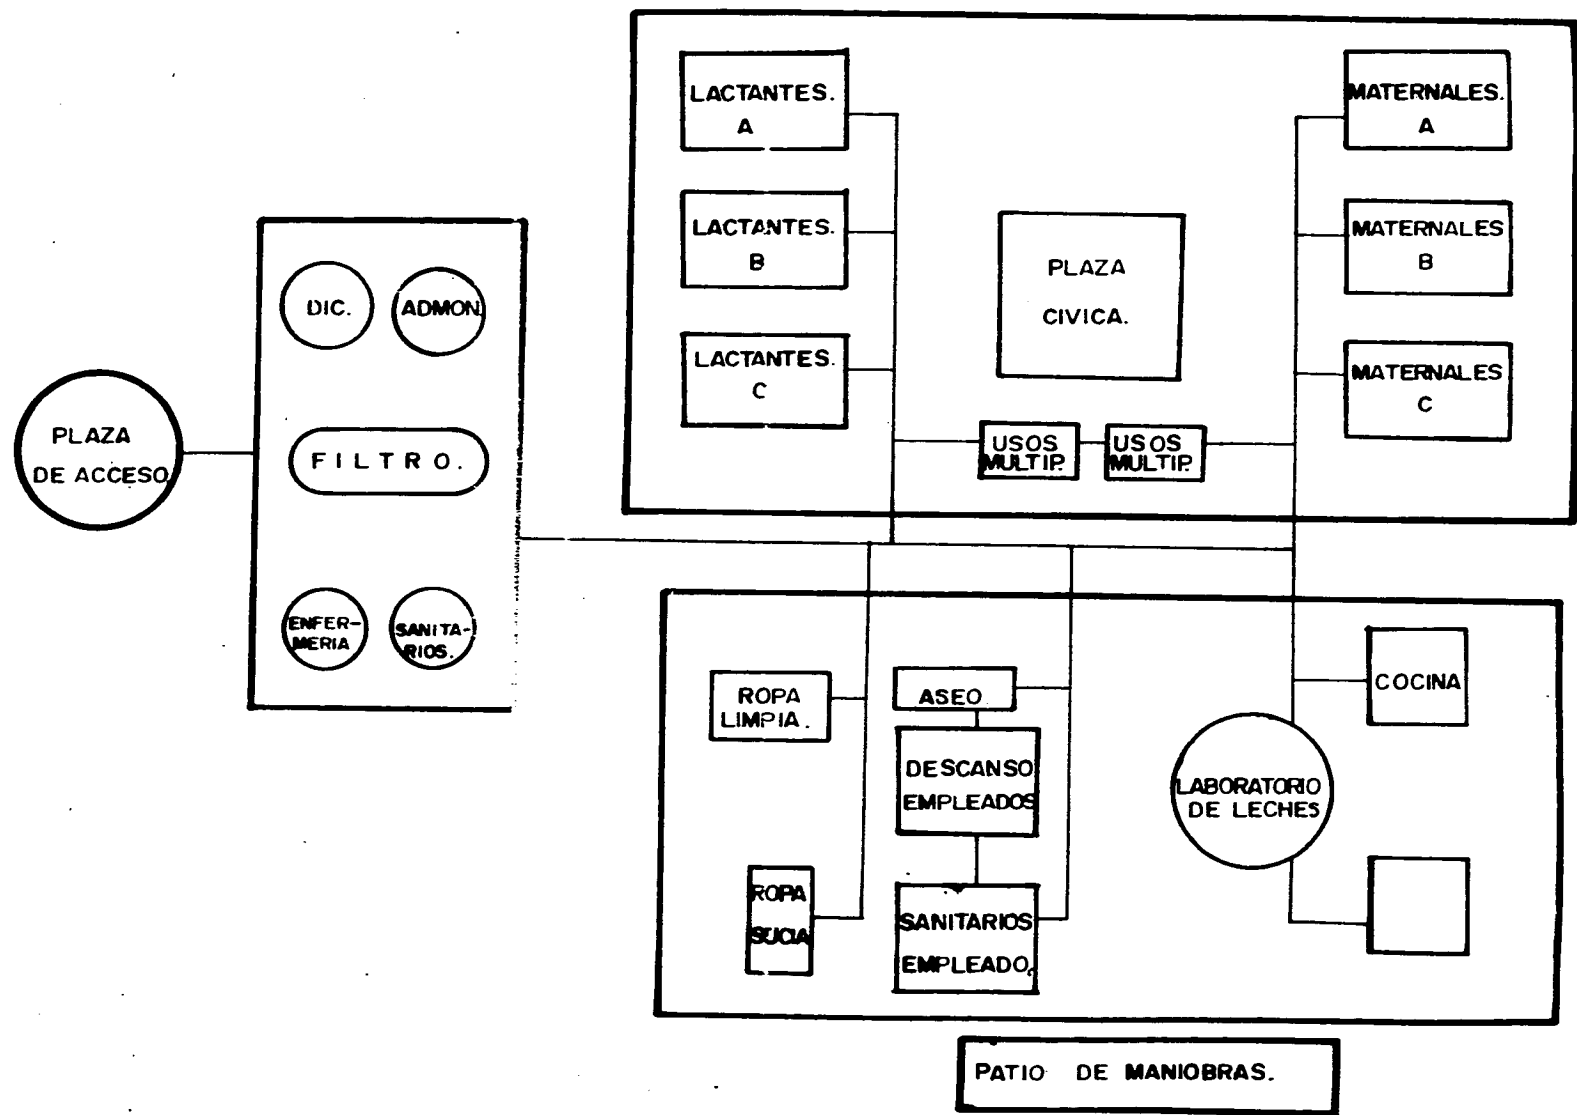 LACTANTES.
A
LACTANTES.
B
LACTANTES.
C
PLAZA
CIVICA.
USOS
MULTIP.
USOS
MULTIP.
MATERNALES.
A
MATERNALES
B
MATERNALES
C
DIC.
ADMON.
FILTRO.
ENFER-
MERIA
SANITA-
RIOS.
PLAZA
DE ACCESO
ROPA
LIMPIA.
ROPA
SUCIA
ASEO
DESCANSO
EMPLEADOS
SANITARIOS
EMPLEADO.
LABORATORIO
DE LECHES
COCINA
PATIO DE MANIOBRAS.